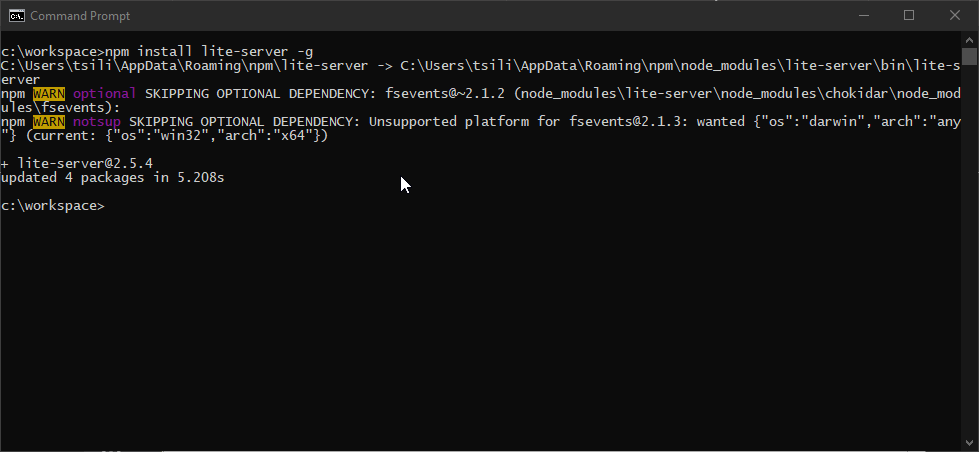 Command Prompt
c:\workspace>npm install lite-server -g
C:\Users\tsili\AppData\Roaming\npm\lite-server -> C:\Users\tsili\AppData\Roaming\npm\node_modules\lite-server\bin\lite-s
erver
npm WARN optional SKIPPING OPTIONAL DEPENDENCY: fsevents@~2.1.2 (node_modules\lite-server\node_modules\chokidar\node_mod
ules\fsevents):
npm WARN notsup SKIPPING OPTIONAL DEPENDENCY: Unsupported platform for fsevents@2.1.3: wanted {"os":"darwin","arch":"any
"} (current: {"os":"win32","arch":"x64"})
+ lite-server@2.5.4
updated 4 packages in 5.208s
c:\workspace>